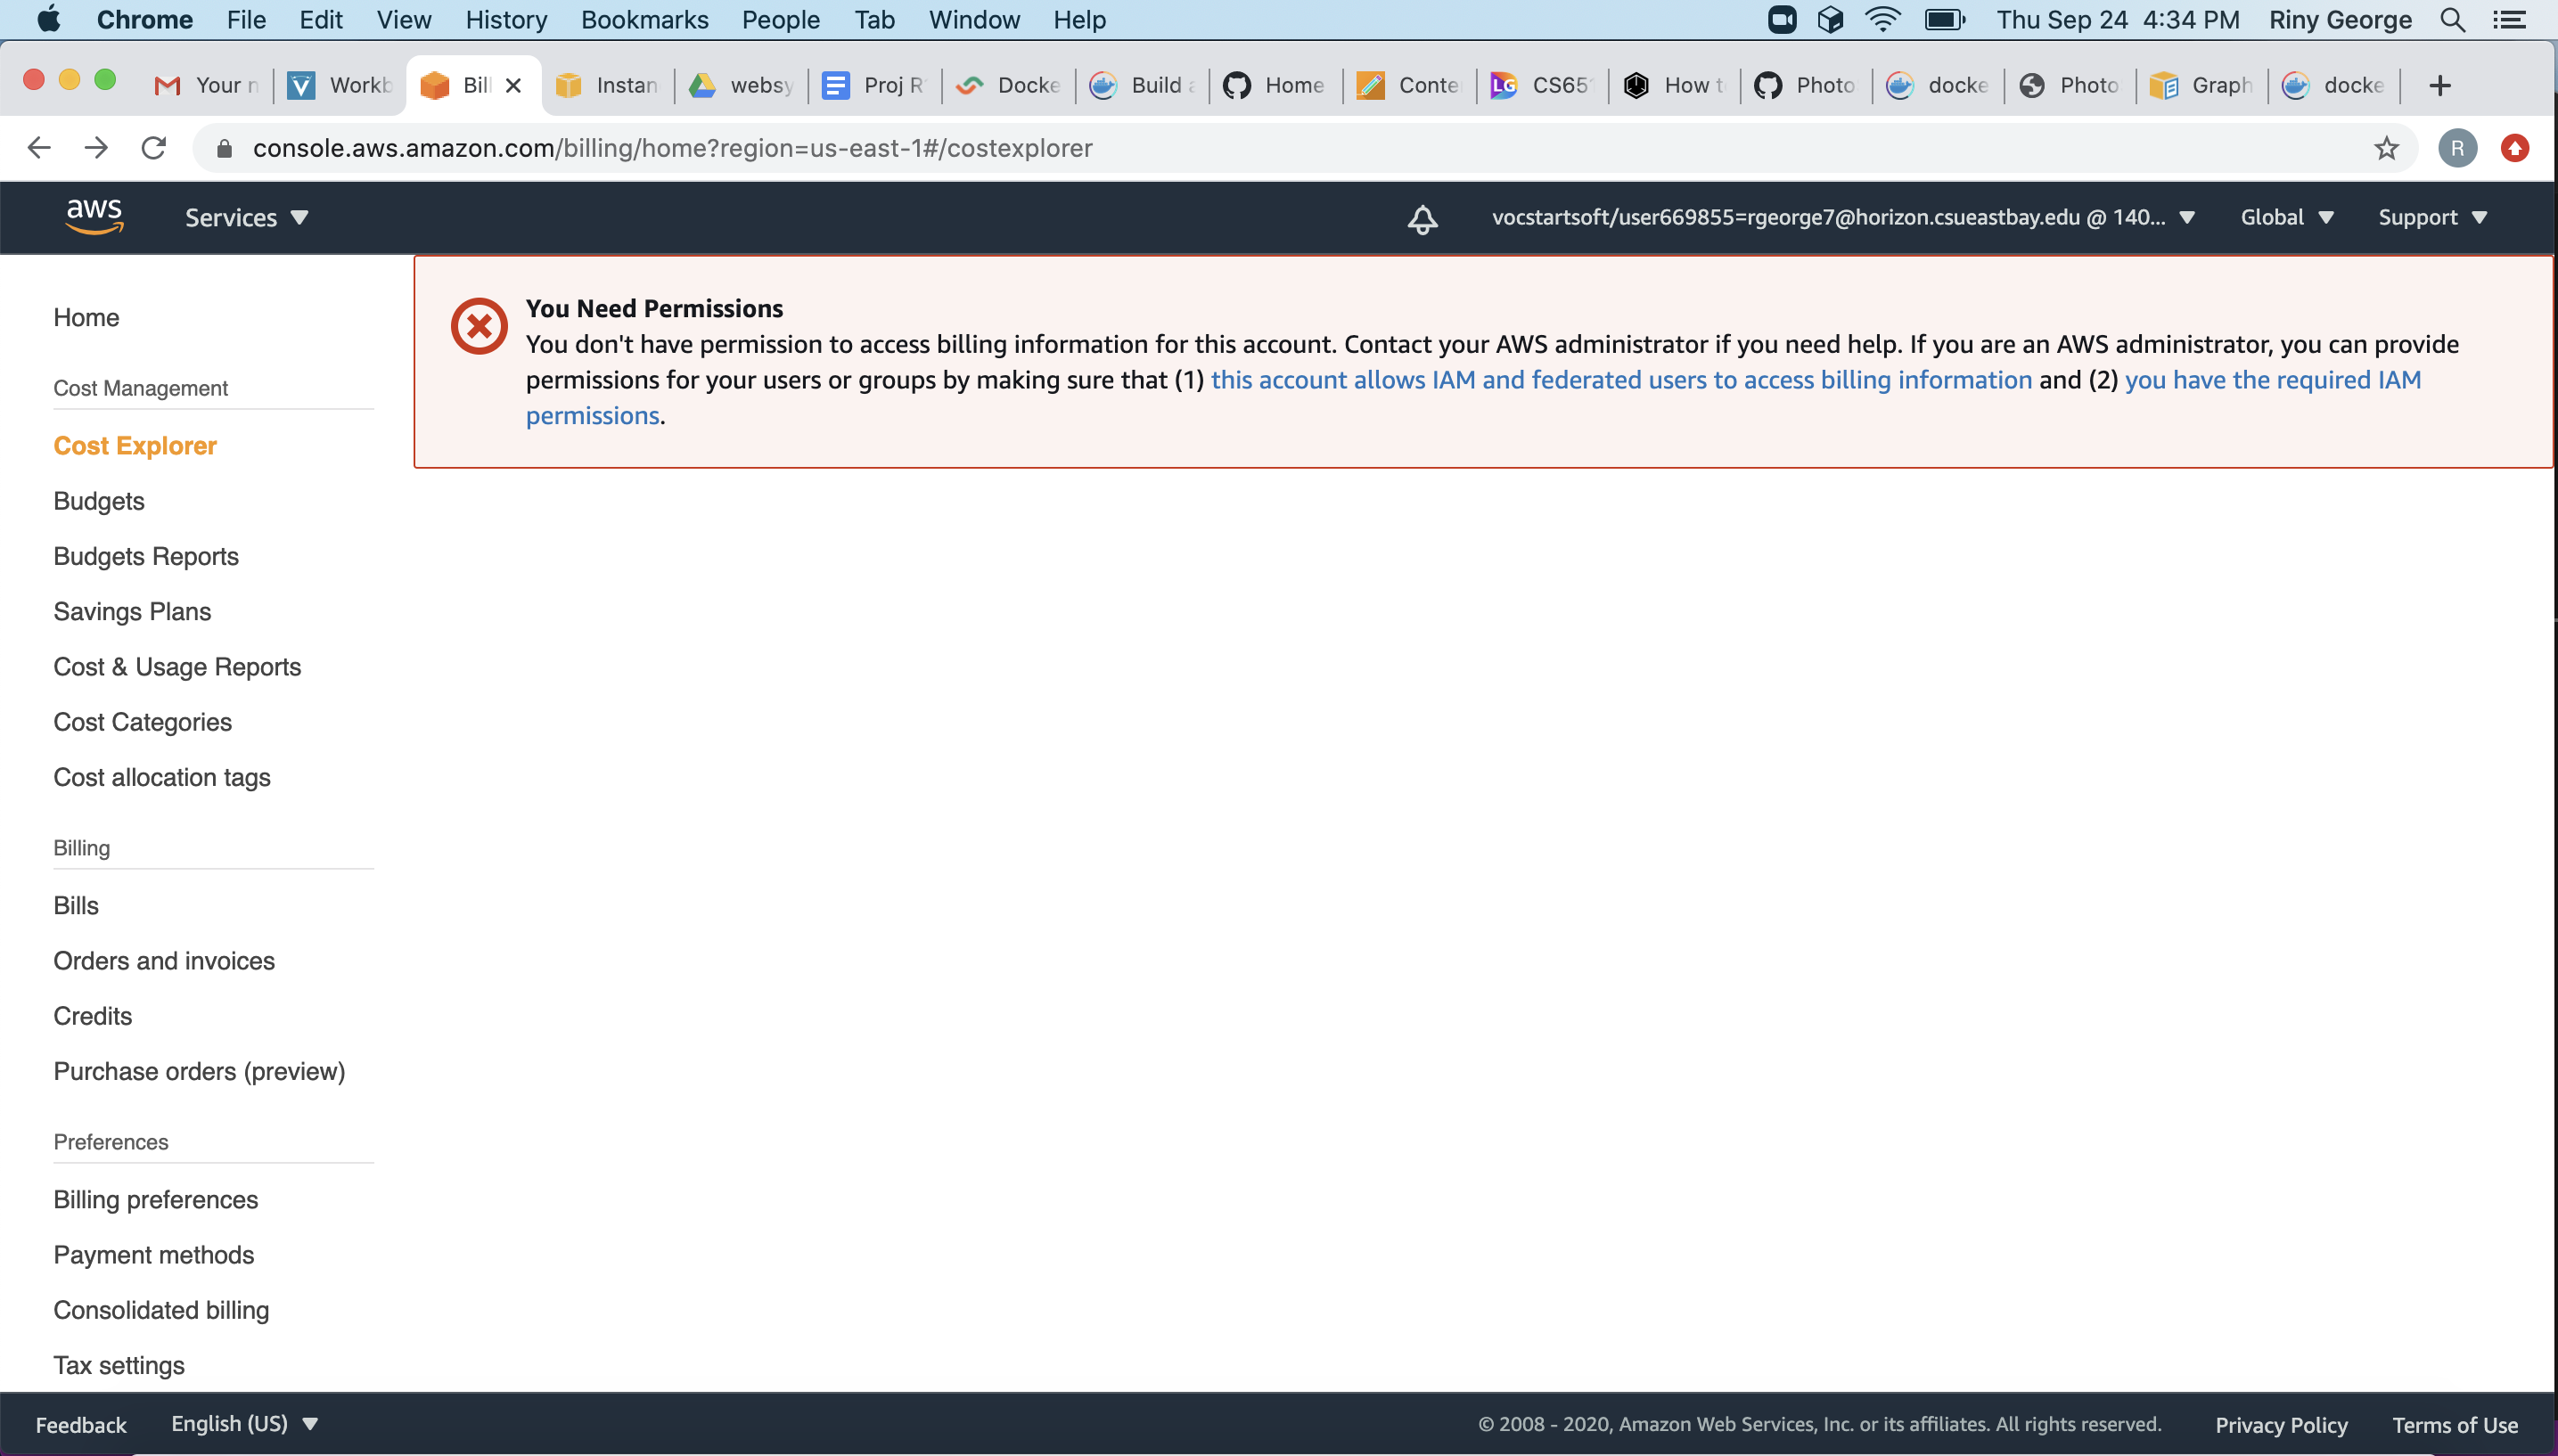 Chrome File Edit View History Bookmarks People Tab Window Help Thu Sep 24 4:34 PM Riny George
Your n Workb Bill Instan websy Proj R Docke Build a Home Conte CS651 How t Photo docke Photo Graph docke
console.aws.amazon.com/billing/home?region=us-east-1#/costexplorer R
aws Services vocstartsoft/user669855=rgeorge7@horizon.csueastbay.edu @ 140... Global Support
Home
Cost Management
Cost Explorer
Budgets
Budgets Reports
Savings Plans
Cost & Usage Reports
Cost Categories
Cost allocation tags
Billing
Bills
Orders and invoices
Credits
Purchase orders (preview)
Preferences
Billing preferences
Payment methods
Consolidated billing
Tax settings
You Need Permissions
You don't have permission to access billing information for this account. Contact your AWS administrator if you need help. If you are an AWS administrator, you can provide
permissions for your users or groups by making sure that (1) this account allows IAM and federated users to access billing information and (2) you have the required IAM
permissions.
Feedback English (US) © 2008 - 2020, Amazon Web Services, Inc. or its affiliates. All rights reserved. Privacy Policy Terms of Use